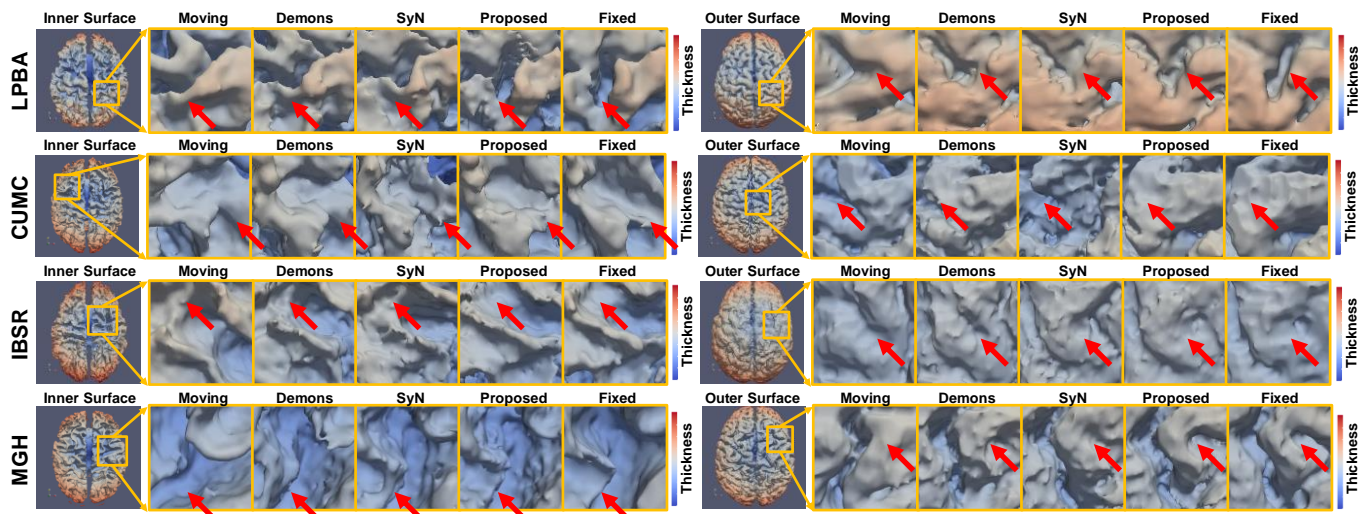 Inner Surface Moving Demons SyN Proposed Fixed Outer Surface Moving Demons SyN Proposed Fixed
LPBA Thickness Thickness
Inner Surface Moving Demons SyN Proposed Fixed Outer Surface Moving Demons SyN Proposed Fixed
CUMC Thickness Thickness
Inner Surface Moving Demons SyN Proposed Fixed Outer Surface Moving Demons SyN Proposed Fixed
IBSR Thickness Thickness
Inner Surface Moving Demons SyN Proposed Fixed Outer Surface Moving Demons SyN Proposed Fixed
MGH Thickness Thickness